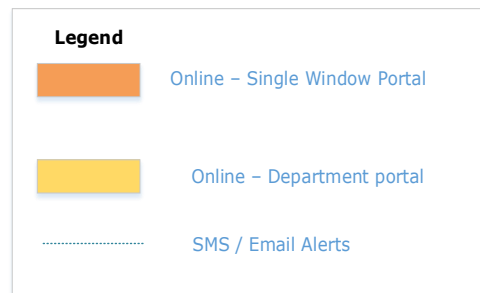 Legend
Online – Single Window Portal
Online – Department portal
SMS / Email Alerts